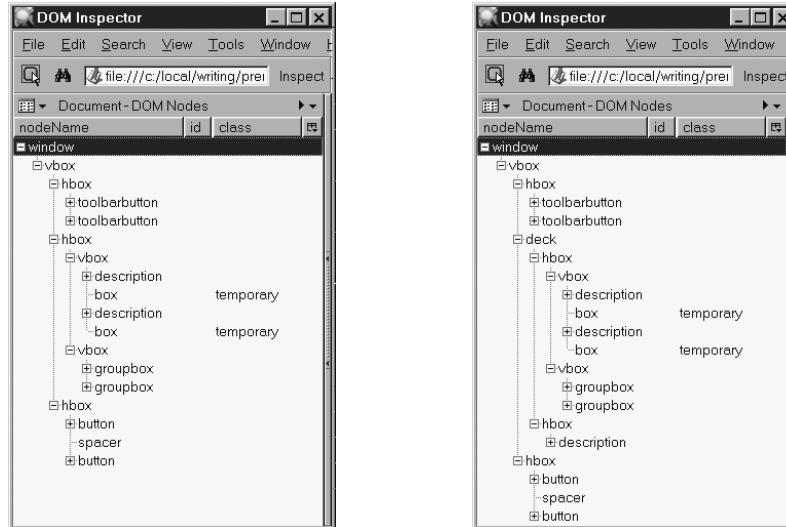 DOM Inspector
File Edit Search View Tools Window
file:///c:/local/writing/prei Inspect
Document - DOM Nodes
nodeName id class
window
vbox
hbox
toolbarbutton
toolbarbutton
hbox
vbox
description
box temporary
description
box temporary
vbox
groupbox
groupbox
hbox
button
spacer
button
DOM Inspector
File Edit Search View Tools Window
file:///c:/local/writing/prei Inspect
Document - DOM Nodes
nodeName id class
window
vbox
hbox
toolbarbutton
toolbarbutton
deck
hbox
vbox
description
box temporary
description
box temporary
vbox
groupbox
groupbox
hbox
description
hbox
button
spacer
button